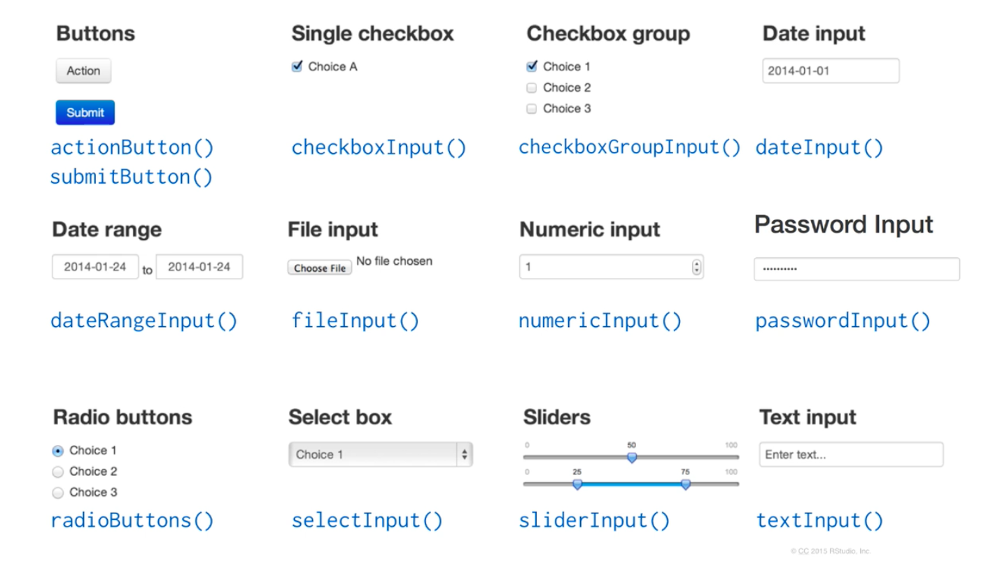 Buttons
Action
Submit
actionButton()
submitButton()
Single checkbox
Choice A
checkboxInput()
Checkbox group
Choice 1
Choice 2
Choice 3
checkboxGroupInput()
Date input
2014-01-01
dateInput()
Date range
2014-01-24 to 2014-01-24
dateRangeInput()
File input
Choose File No file chosen
fileInput()
Numeric input
1
numericInput()
Password Input
••••••••••
passwordInput()
Radio buttons
Choice 1
Choice 2
Choice 3
radioButtons()
Select box
Choice 1
selectInput()
Sliders
0 50 100
0 25 75 100
sliderInput()
Text input
Enter text...
textInput()
© CC 2015 RStudio, Inc.